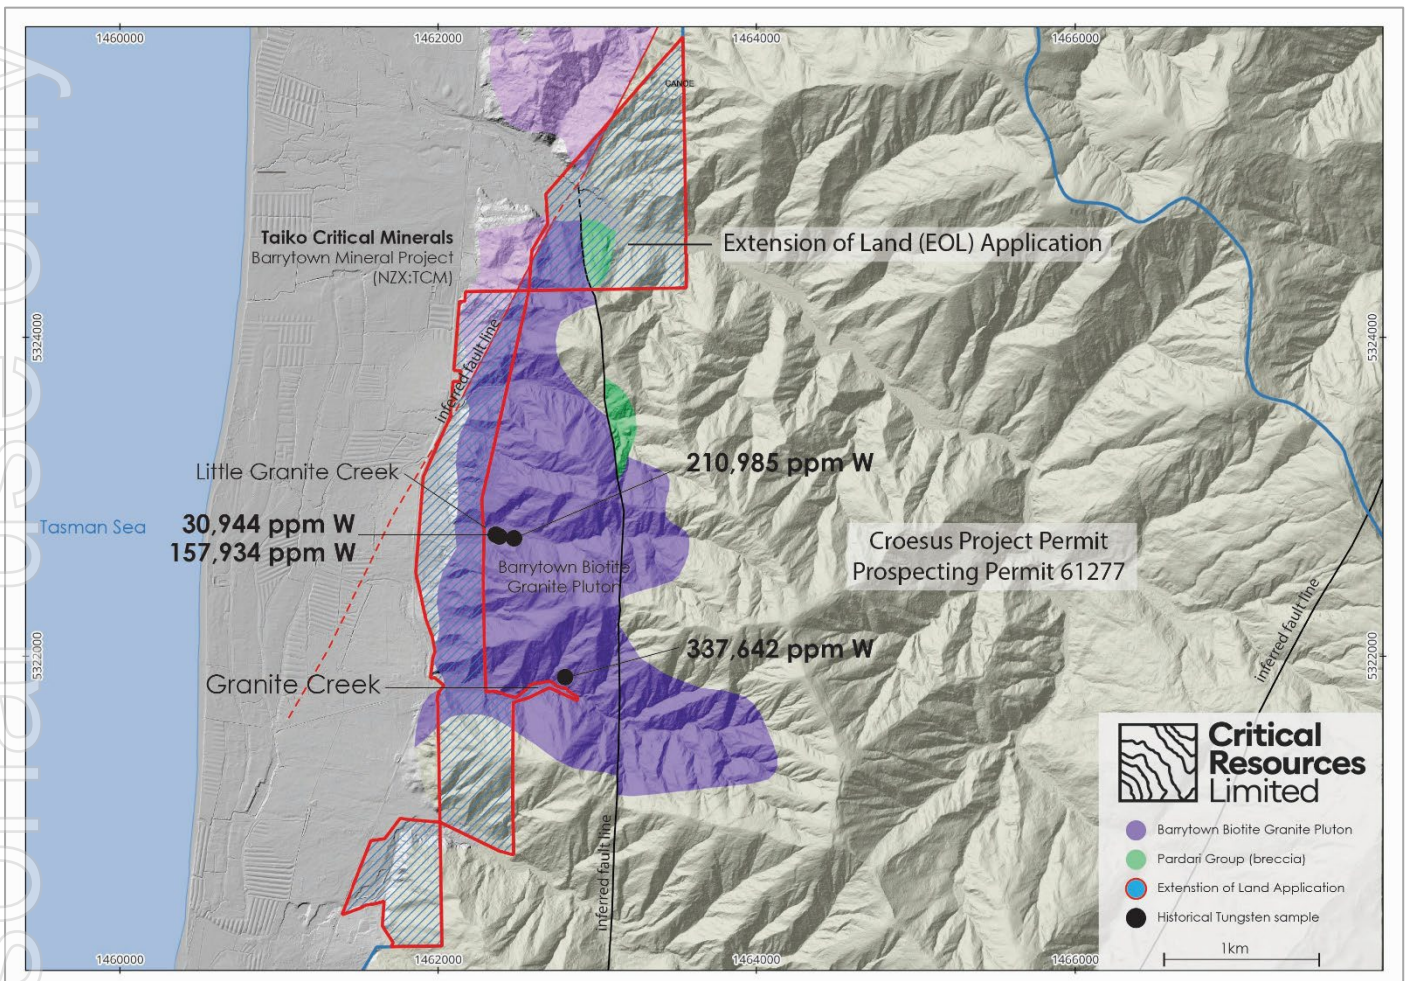 1460000
1462000
1464000
1466000
CANOE
Taiko Critical Minerals
Barrytown Mineral Project
(NZX:TCM)
Extension of Land (EOL) Application
5324000
5324000
inferred fault line
Little Granite Creek
210,985 ppm W
Tasman Sea
30,944 ppm W
157,934 ppm W
Croesus Project Permit
Prospecting Permit 61277
Barrytown Biotite
Granite Pluton
inferred fault line
5322000
5322000
337,642 ppm W
Granite Creek
inferred fault line
Critical
Resources
Limited
Barrytown Biotite Granite Pluton
Pardari Group (breccia)
Extenstion of Land Application
Historical Tungsten sample
1km
1460000
1462000
1464000
1466000